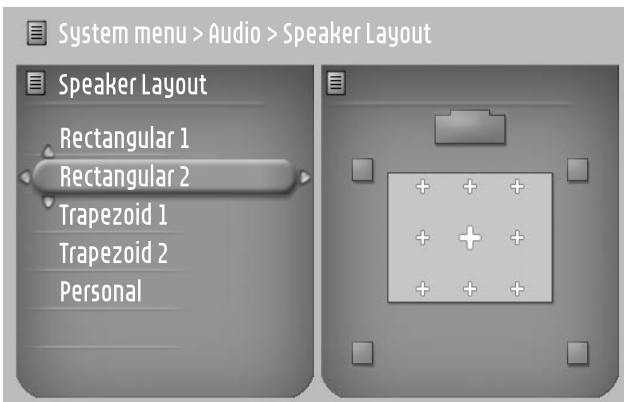 System menu > Audio > Speaker Layout
Speaker Layout
Rectangular 1
Rectangular 2
Trapezoid 1
Trapezoid 2
Personal